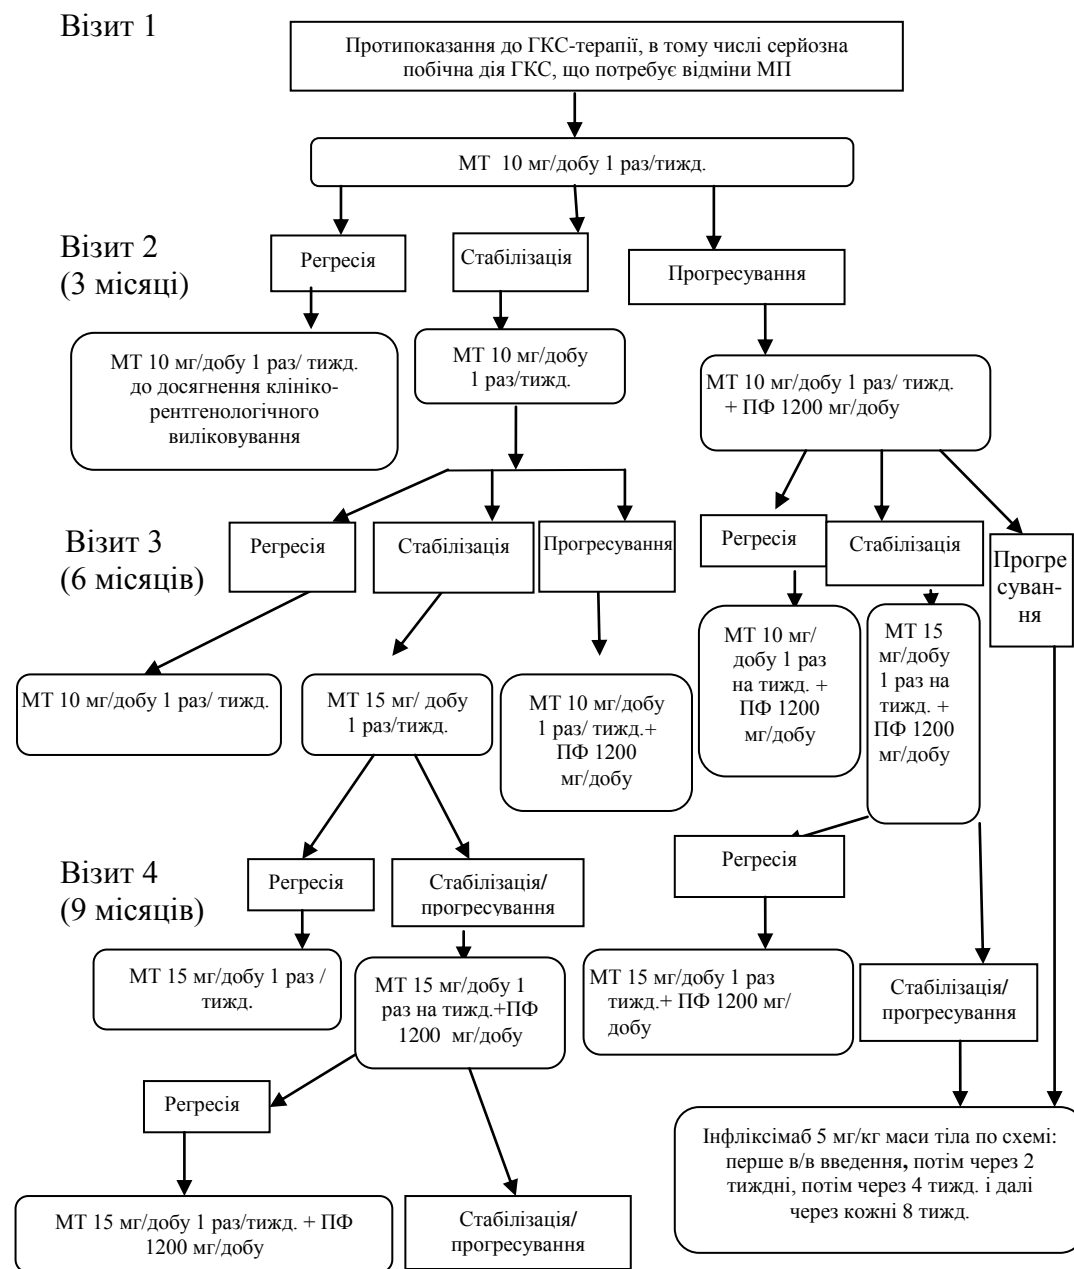 Візит 1
Протипоказання до ГКС-терапії, в тому числі серйозна
побічна дія ГКС, що потребує відміни МП
МТ 10 мг/добу 1 раз/тижд.
Візит 2
(3 місяці)
Регресія
Стабілізація
Прогресування
МТ 10 мг/добу 1 раз/ тижд.
до досягнення клініко-
рентгенологічного
виліковування
МТ 10 мг/добу
1 раз/тижд.
МТ 10 мг/добу 1 раз/ тижд.
+ ПФ 1200 мг/добу
Візит 3
(6 місяців)
Регресія
Стабілізація
Прогресування
Регресія
Стабілізація
Прогре
суван-
ня
МТ 10 мг/добу 1 раз/ тижд.
МТ 15 мг/ добу
1 раз/тижд.
МТ 10 мг/добу
1 раз/ тижд.+
ПФ 1200
мг/добу
МТ 10 мг/
добу 1 раз
на тижд. +
ПФ 1200
мг/добу
МТ 15
мг/добу
1 раз на
тижд. +
ПФ 1200
мг/добу
Візит 4
(9 місяців)
Регресія
Стабілізація/
прогресування
Регресія
МТ 15 мг/добу 1 раз /
тижд.
МТ 15 мг/добу 1
раз на тижд.+ПФ
1200 мг/добу
МТ 15 мг/добу 1 раз
тижд.+ ПФ 1200 мг/
добу
Стабілізація/
прогресування
Регресія
МТ 15 мг/добу 1 раз/тижд. + ПФ
1200 мг/добу
Стабілізація/
прогресування
Інфліксімаб 5 мг/кг маси тіла по схемі:
перше в/в введення, потім через 2
тиждні, потім через 4 тижд. і далі
через кожні 8 тижд.